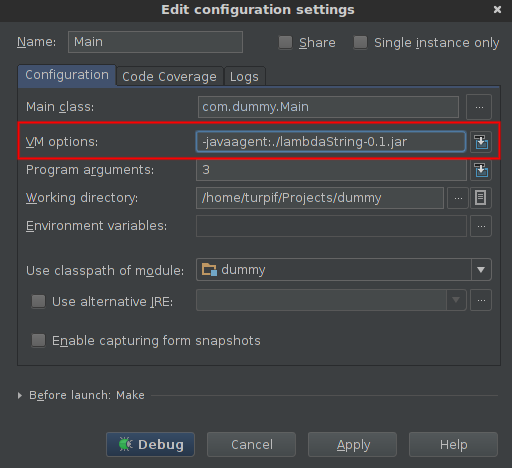 Edit configuration settings
Name: Main Share Single instance only
Configuration Code Coverage Logs
Main class: com.dummy.Main ...
VM options: -javaagent:./lambdaString-0.1.jar
Program arguments: 3
Working directory: /home/turpif/Projects/dummy ...
Environment variables: ...
Use classpath of module: dummy
Use alternative JRE: ...
Enable capturing form snapshots
Before launch: Make
Debug Cancel Apply Help